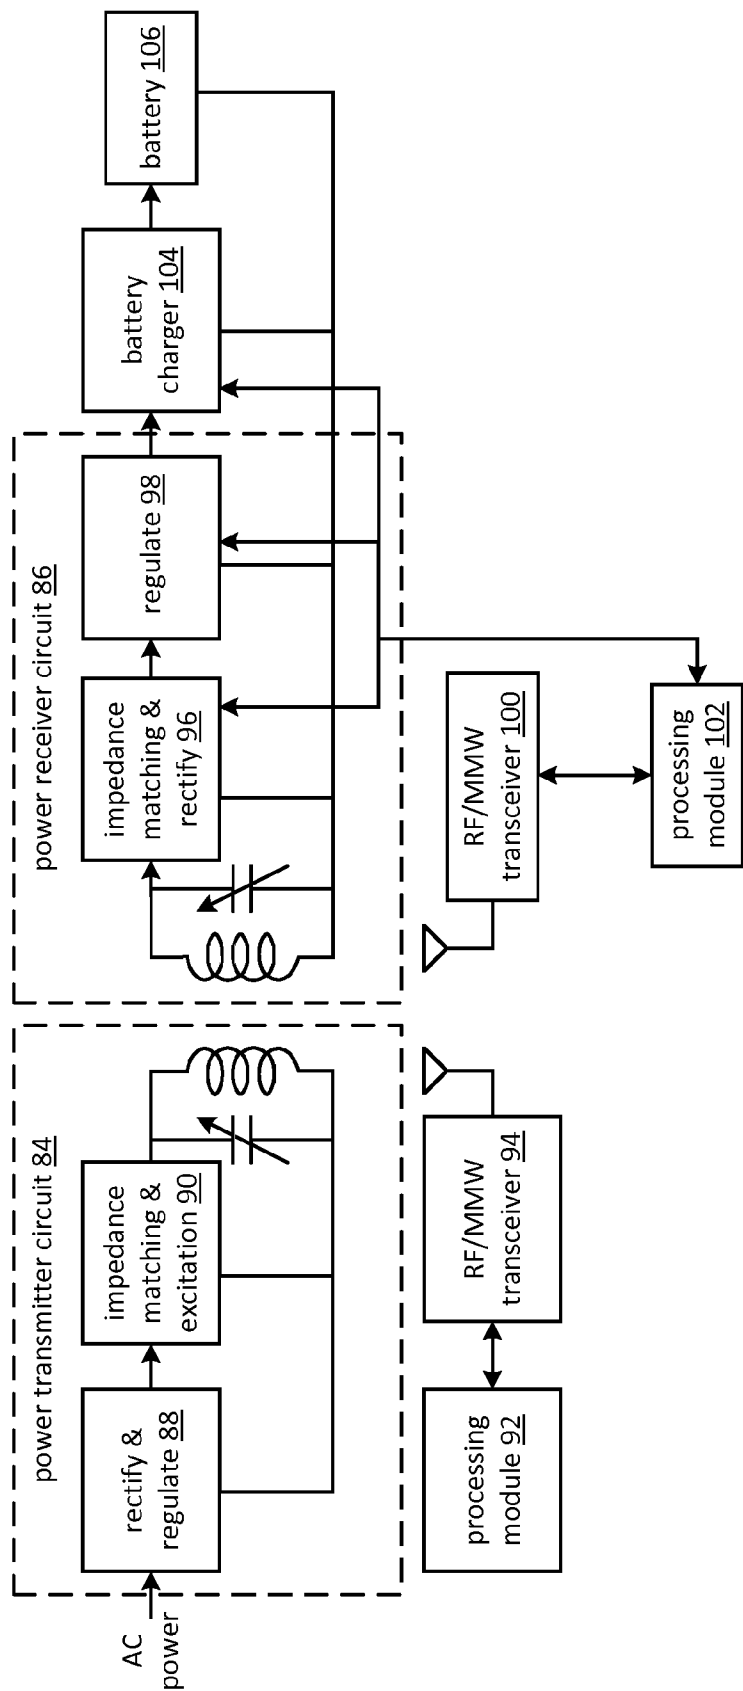 power transmitter circuit 84
AC
power
rectify &
regulate 88
impedance
matching &
excitation 90
processing
module 92
RF/MMW
transceiver 94
power receiver circuit 86
impedance
matching &
rectify 96
regulate 98
battery
charger 104
battery 106
RF/MMW
transceiver 100
processing
module 102